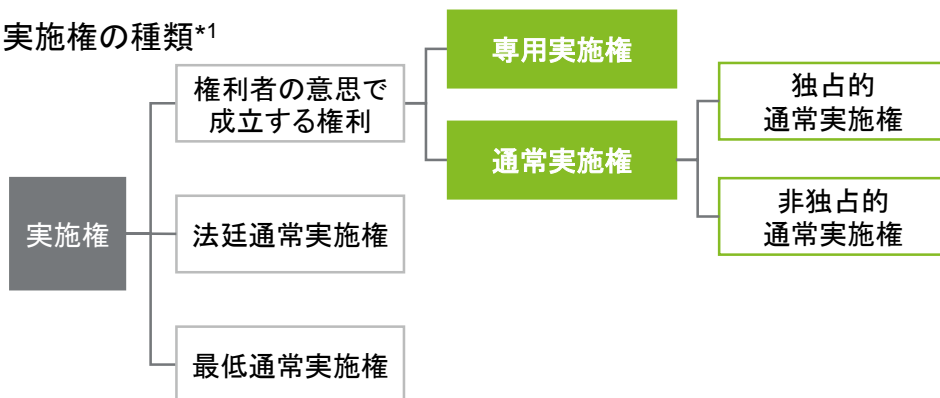 実施権の種類*1
専用実施権
権利者の意思で
成立する権利
独占的
通常実施権
通常実施権
非独占的
通常実施権
実施権
法廷通常実施権
最低通常実施権